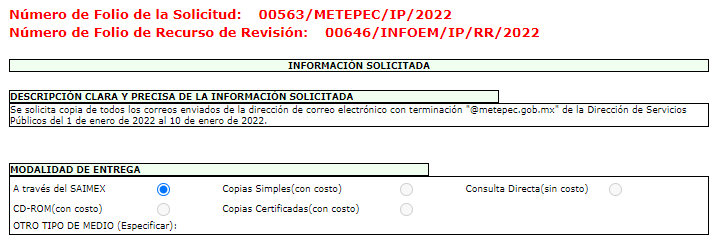 Número de Folio de la Solicitud: 00563/METEPEC/IP/2022
Número de Folio de Recurso de Revisión: 00646/INFOEM/IP/RR/2022
INFORMACIÓN SOLICITADA
DESCRIPCIÓN CLARA Y PRECISA DE LA INFORMACIÓN SOLICITADA
Se solicita copia de todos los correos enviados de la dirección de correo electrónico con terminación "@metepec.gob.mx" de la Dirección de Servicios
Públicos del 1 de enero de 2022 al 10 de enero de 2022.
MODALIDAD DE ENTREGA
A través del SAIMEX Copias Simples(con costo) Consulta Directa(sin costo)
CD-ROM(con costo) Copias Certificadas(con costo)
OTRO TIPO DE MEDIO (Especificar):